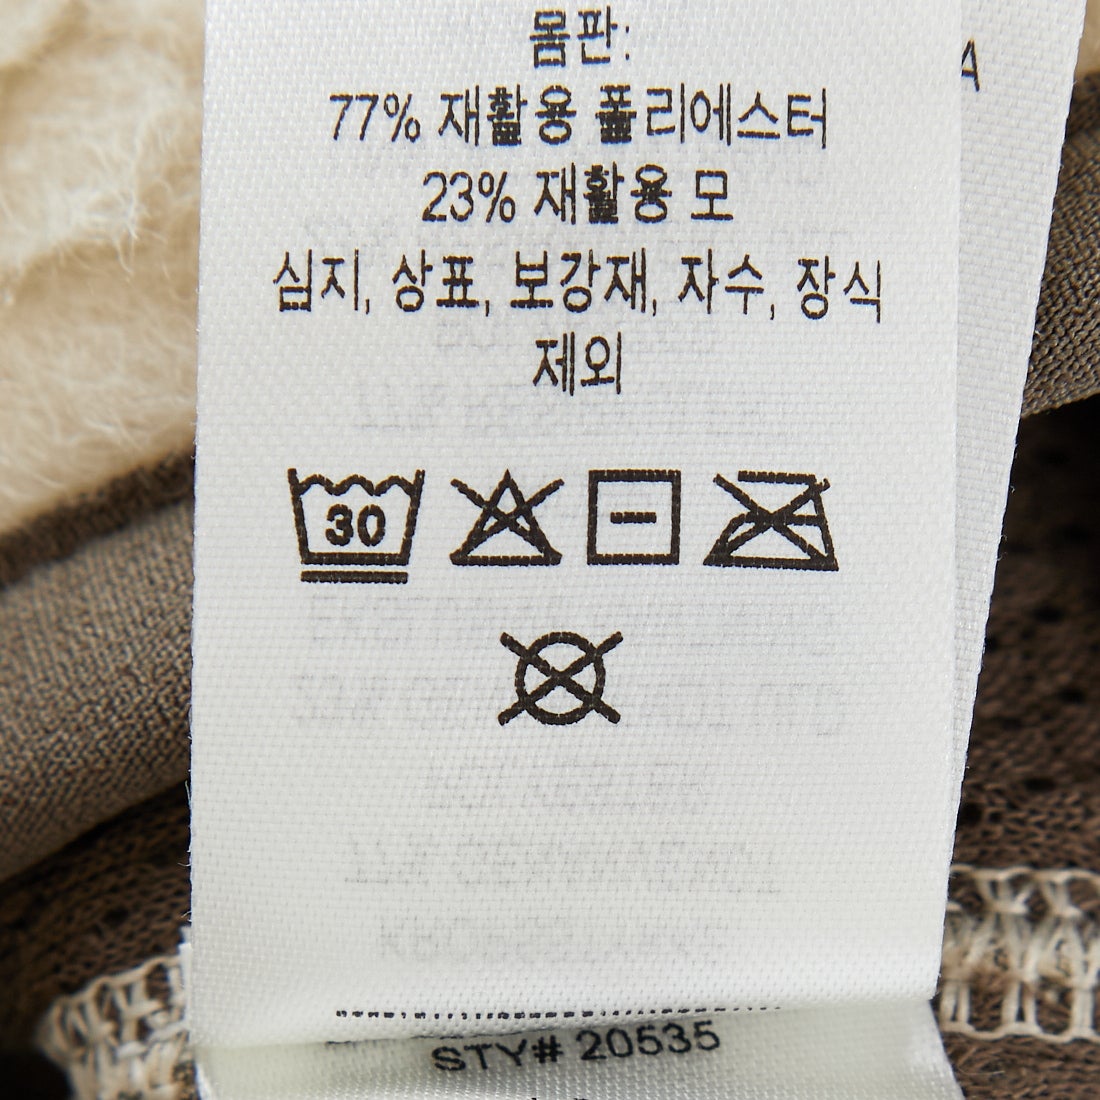 몸판:
77% 재활용 폴리에스터
23% 재활용 모
심지, 상표, 보강재, 자수, 장식
제외
30
STY# 20535
A